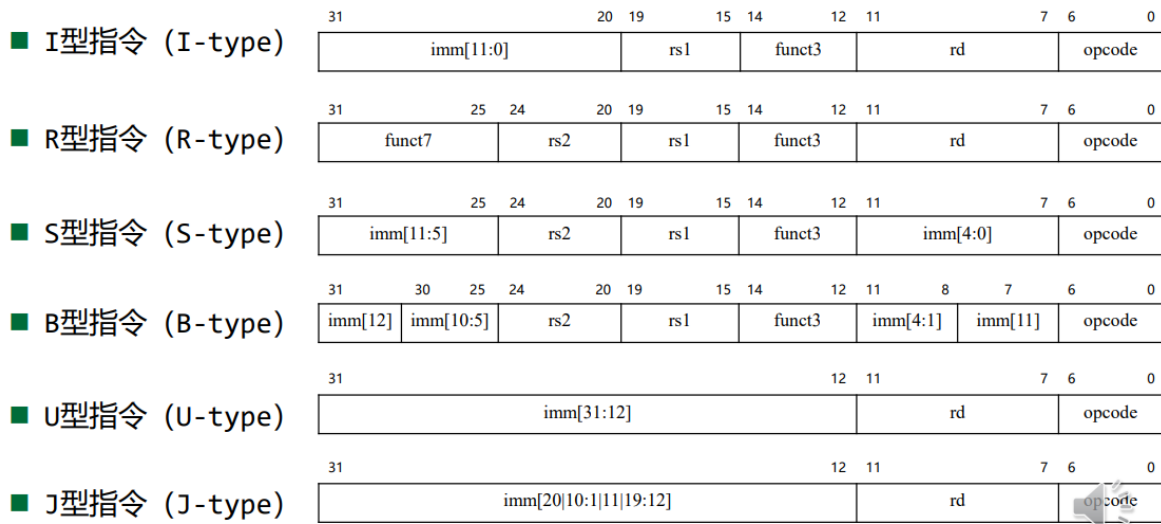 31 20 19 15 14 12 11 7 6 0
I型指令 (I-type) imm[11:0] rs1 funct3 rd opcode
31 25 24 20 19 15 14 12 11 7 6 0
R型指令 (R-type) funct7 rs2 rs1 funct3 rd opcode
31 25 24 20 19 15 14 12 11 7 6 0
S型指令 (S-type) imm[11:5] rs2 rs1 funct3 imm[4:0] opcode
31 30 25 24 20 19 15 14 12 11 8 7 6 0
B型指令 (B-type) imm[12] imm[10:5] rs2 rs1 funct3 imm[4:1] imm[11] opcode
31 12 11 7 6 0
U型指令 (U-type) imm[31:12] rd opcode
31 12 11 7 6 0
J型指令 (J-type) imm[20|10:1|11|19:12] rd opcode